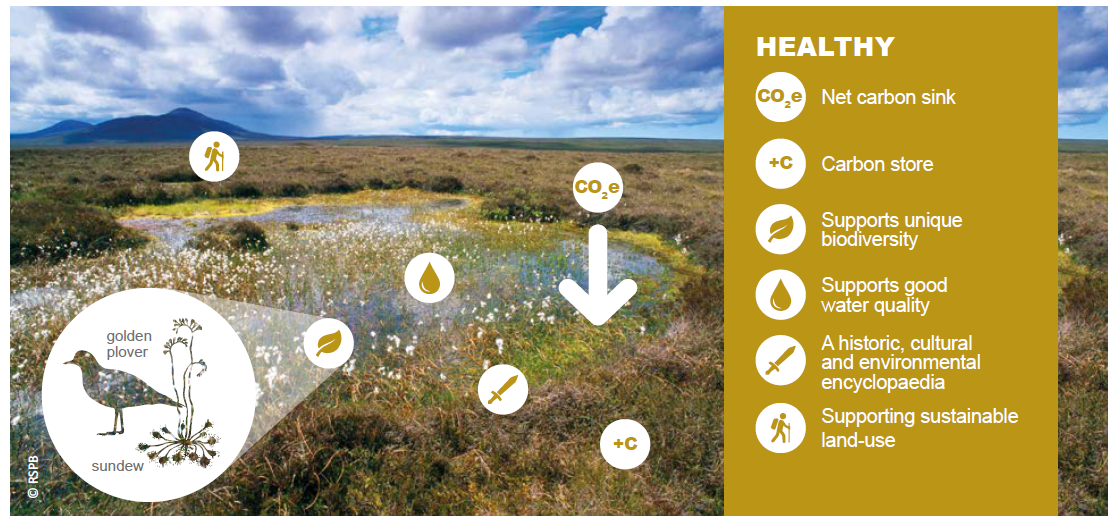 HEALTHY
CO2e Net carbon sink
+C Carbon store
Supports unique
biodiversity
Supports good
water quality
A historic, cultural
and environmental
encyclopaedia
Supporting sustainable
land-use
CO2e
golden
plover
sundew
+C
© RSPB